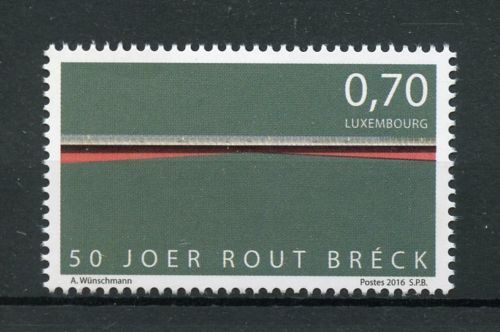 0,70
LUXEMBOURG
50 JOER ROUT BRÉCK
A. Wünschmann
Postes 2016 S.P.B.